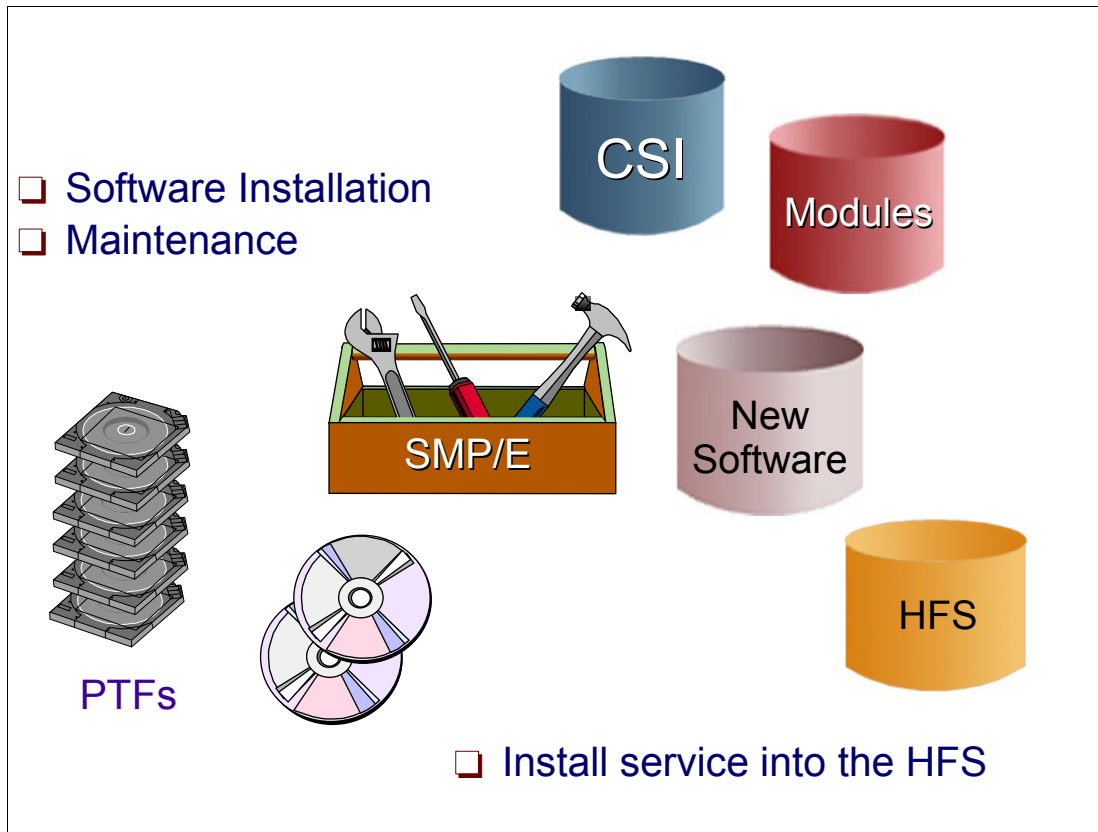 CSI
Modules
Software Installation
Maintenance
SMP/E
New
Software
HFS
PTFs
Install service into the HFS